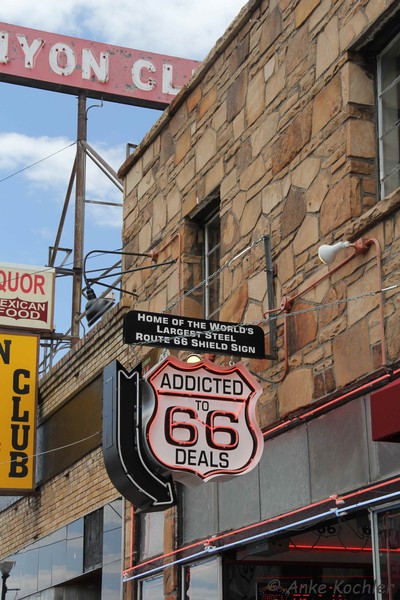 NYON CL
QUOR
MEXICAN
FOOD
N
CLUB
HOME OF THE WORLD'S
LARGEST STEEL
ROUTE 66 SHIELD SIGN
ADDICTED
TO
66
DEALS
© Anke-Kochler